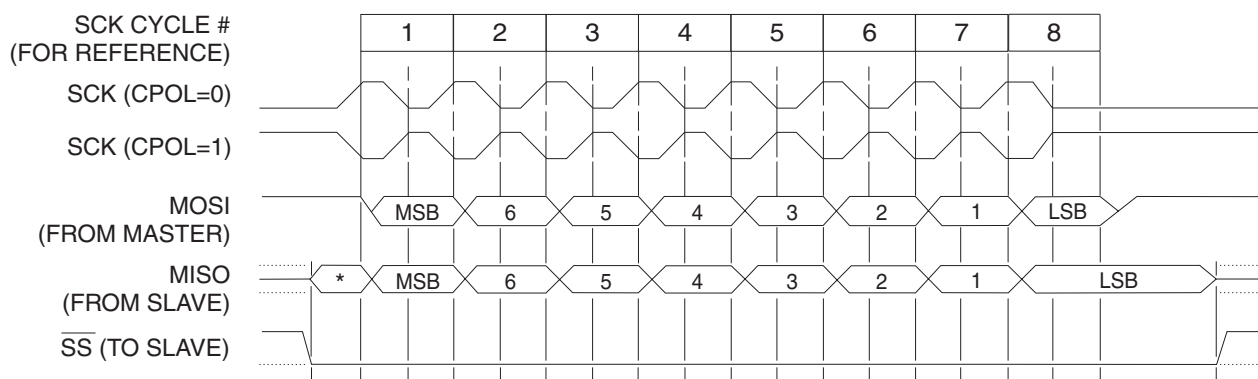 SCK CYCLE #
(FOR REFERENCE)
1 2 3 4 5 6 7 8
SCK (CPOL=0)
SCK (CPOL=1)
MOSI
(FROM MASTER)
MSB 6 5 4 3 2 1 LSB
MISO
(FROM SLAVE)
* MSB 6 5 4 3 2 1 LSB
SS (TO SLAVE)